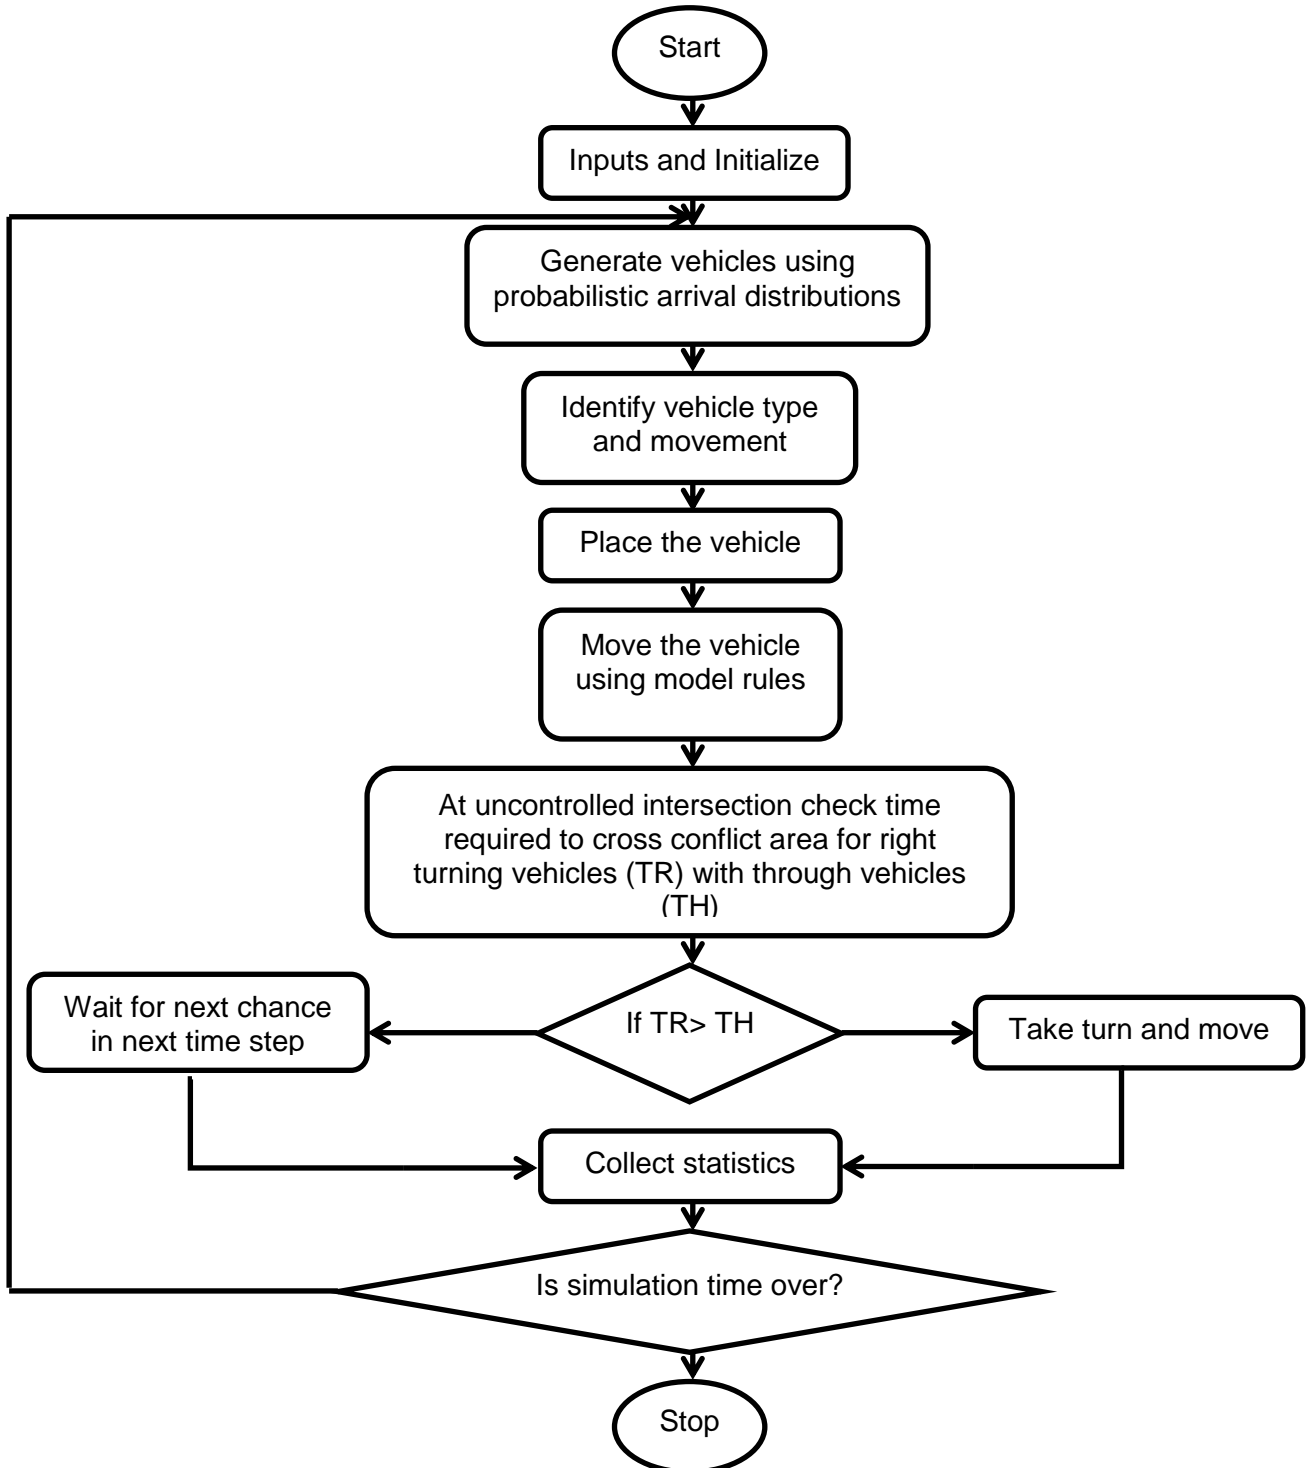 Start
Inputs and Initialize
Generate vehicles using
probabilistic arrival distributions
Identify vehicle type
and movement
Place the vehicle
Move the vehicle
using model rules
At uncontrolled intersection check time
required to cross conflict area for right
turning vehicles (TR) with through vehicles
(TH)
If TR> TH
Wait for next chance
in next time step
Take turn and move
Collect statistics
Is simulation time over?
Stop